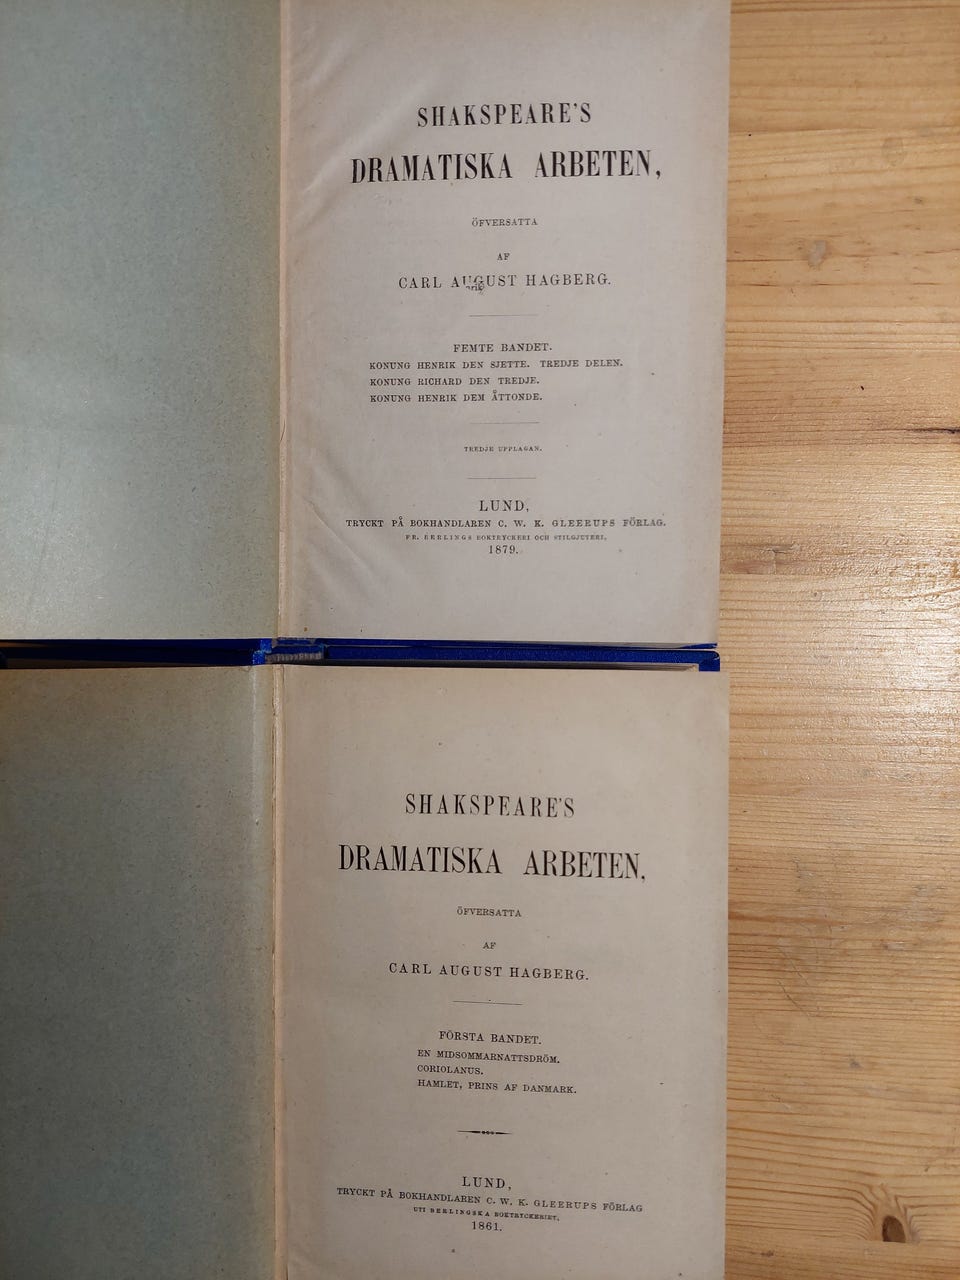 SHAKSPEARE'S
DRAMATISKA ARBETEN,
ÖFVERSATTA
AF
CARL AUGUST HAGBERG.
FEMTE BANDET.
KONUNG HENRIK DEN SJETTE. TREDJE DELEN.
KONUNG RICHARD DEN TREDJE.
KONUNG HENRIK DEM ÅTTONDE.
TREDJE UPPLAGAN.
LUND,
TRYCKT PÅ BOKHANDLAREN C. W. K. GLEERUPS FÖRLAG.
FR. BERLINGS BOKTRYCKERI OCH STILGJUTERI,
1879.
SHAKSPEARE'S
DRAMATISKA ARBETEN,
ÖFVERSATTA
AF
CARL AUGUST HAGBERG.
FÖRSTA BANDET.
EN MIDSOMMARNATTSDRÖM.
CORIOLANUS.
HAMLET, PRINS AF DANMARK.
LUND,
TRYCKT PÅ BOKHANDLAREN C. W. K. GLEERUPS FÖRLAG
UTI BERLINGSKA BOKTRYCKERIET,
1861.